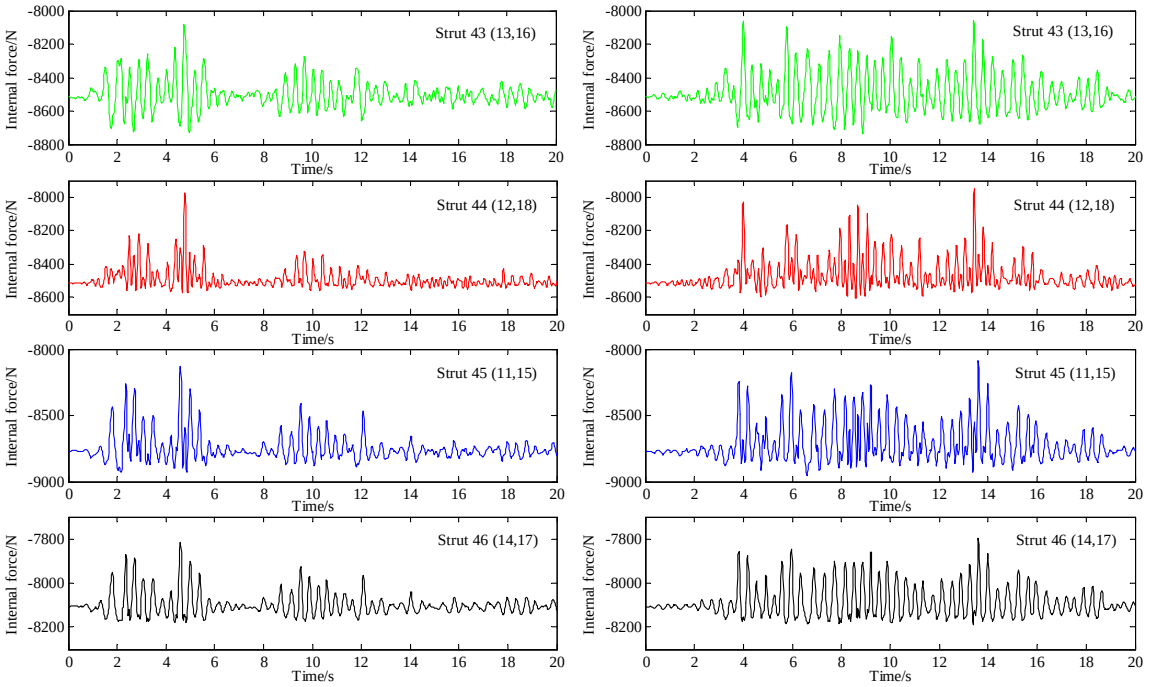 -8000
-8200
-8400
-8600
-8800
Internal force/N
Strut 43 (13,16)
0 2 4 6 8 10 12 14 16 18 20
Time/s
-8000
-8200
-8400
-8600
-8800
Internal force/N
Strut 43 (13,16)
0 2 4 6 8 10 12 14 16 18 20
Time/s
-8000
-8200
-8400
-8600
Internal force/N
Strut 44 (12,18)
0 2 4 6 8 10 12 14 16 18 20
Time/s
-8000
-8200
-8400
-8600
Internal force/N
Strut 44 (12,18)
0 2 4 6 8 10 12 14 16 18 20
Time/s
-8000
-8500
-9000
Internal force/N
Strut 45 (11,15)
0 2 4 6 8 10 12 14 16 18 20
Time/s
-8000
-8500
-9000
Internal force/N
Strut 45 (11,15)
0 2 4 6 8 10 12 14 16 18 20
Time/s
-7800
-8000
-8200
Internal force/N
Strut 46 (14,17)
0 2 4 6 8 10 12 14 16 18 20
Time/s
-7800
-8000
-8200
Internal force/N
Strut 46 (14,17)
0 2 4 6 8 10 12 14 16 18 20
Time/s